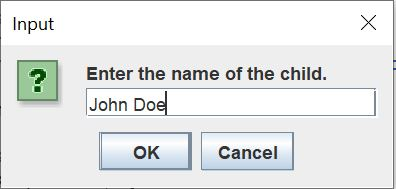 Input
Enter the name of the child.
John Doe
OK
Cancel